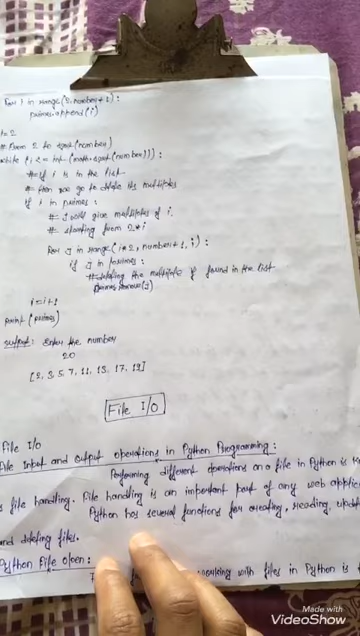 for i in range(2, number+1):
primes.append(i)
i=2
# From 2 to sqrt(number)
while (i <= int (math.sqrt(number))):
# if i is in the list
# then we go to delete its multiples
if i in primes:
# J will give multiples of i.
# starting from 2*i
for j in range(i*2, number+1, i):
if j in primes:
# deleting the multiple if found in the list
primes.remove(j)
i=i+1
print (primes)
output: Enter the number
20
[2, 3, 5, 7, 11, 13, 17, 19]
File I/O
File I/O
File Input and output operations in Python Programming:
Performing different operations on a file in Python is
file handling. File handling is an important part of any web
Python has several functions for creating, reading,
and deleting files.
Python File Open:
working with files in Python is
Made with
VideoShow